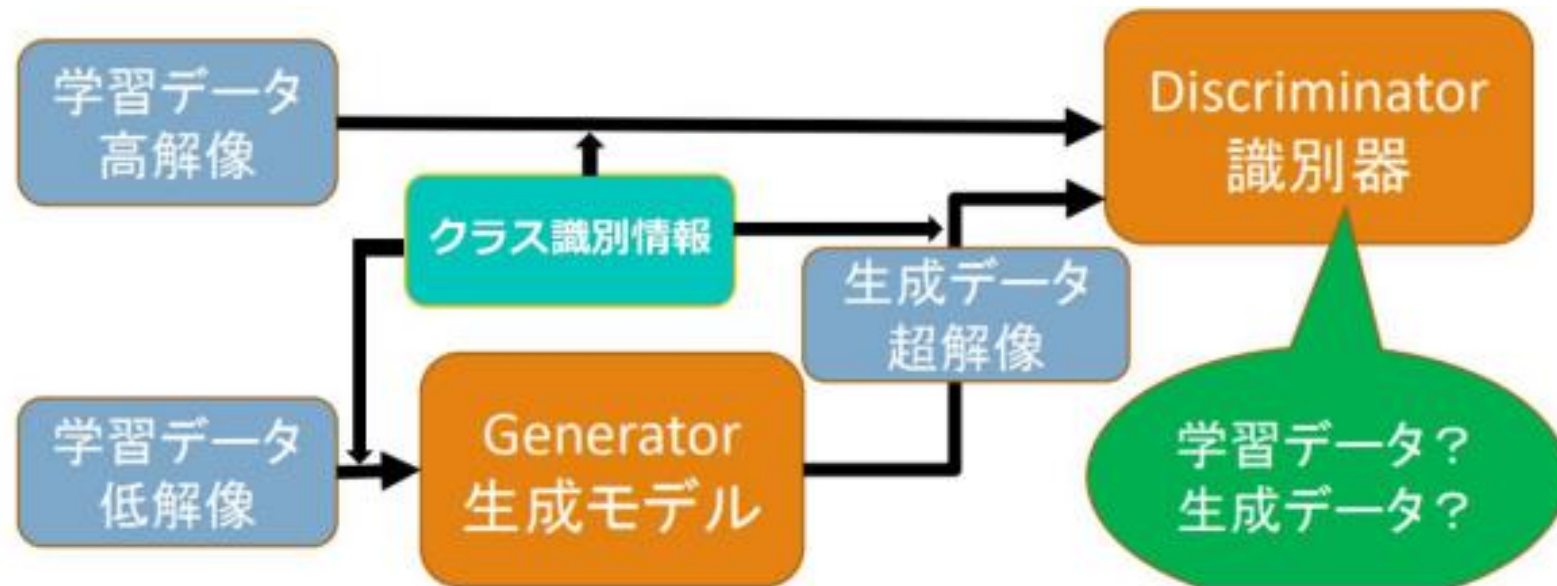 学習データ
高解像
Discriminator
識別器
クラス識別情報
生成データ
超解像
学習データ
低解像
Generator
生成モデル
学習データ？
生成データ？